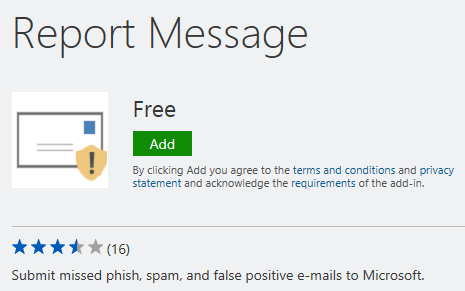 Report Message
Free
Add
By clicking Add you agree to the terms and conditions and privacy
statement and acknowledge the requirements of the add-in.
(16)
Submit missed phish, spam, and false positive e-mails to Microsoft.